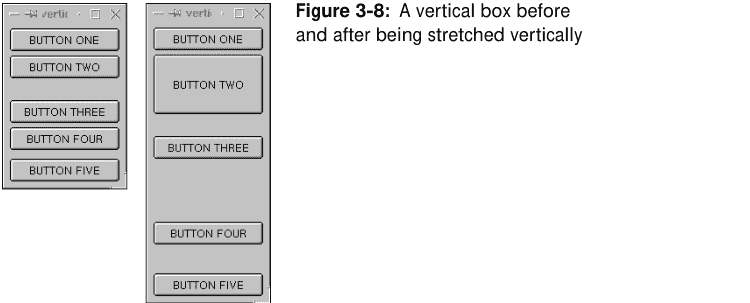 vertic
BUTTON ONE
BUTTON TWO
BUTTON THREE
BUTTON FOUR
BUTTON FIVE
vertic
BUTTON ONE
BUTTON TWO
BUTTON THREE
BUTTON FOUR
BUTTON FIVE
Figure 3-8: A vertical box before
and after being stretched vertically